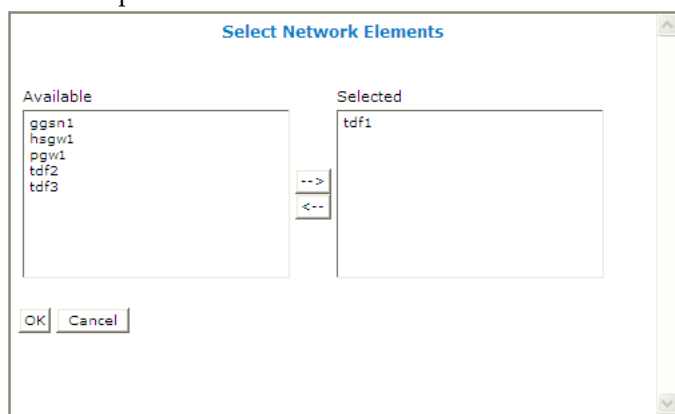 Select Network Elements
Available
Selected
ggsn1
hsgw1
pgw1
tdf2
tdf3
tdf1
-->
<--
OK
Cancel